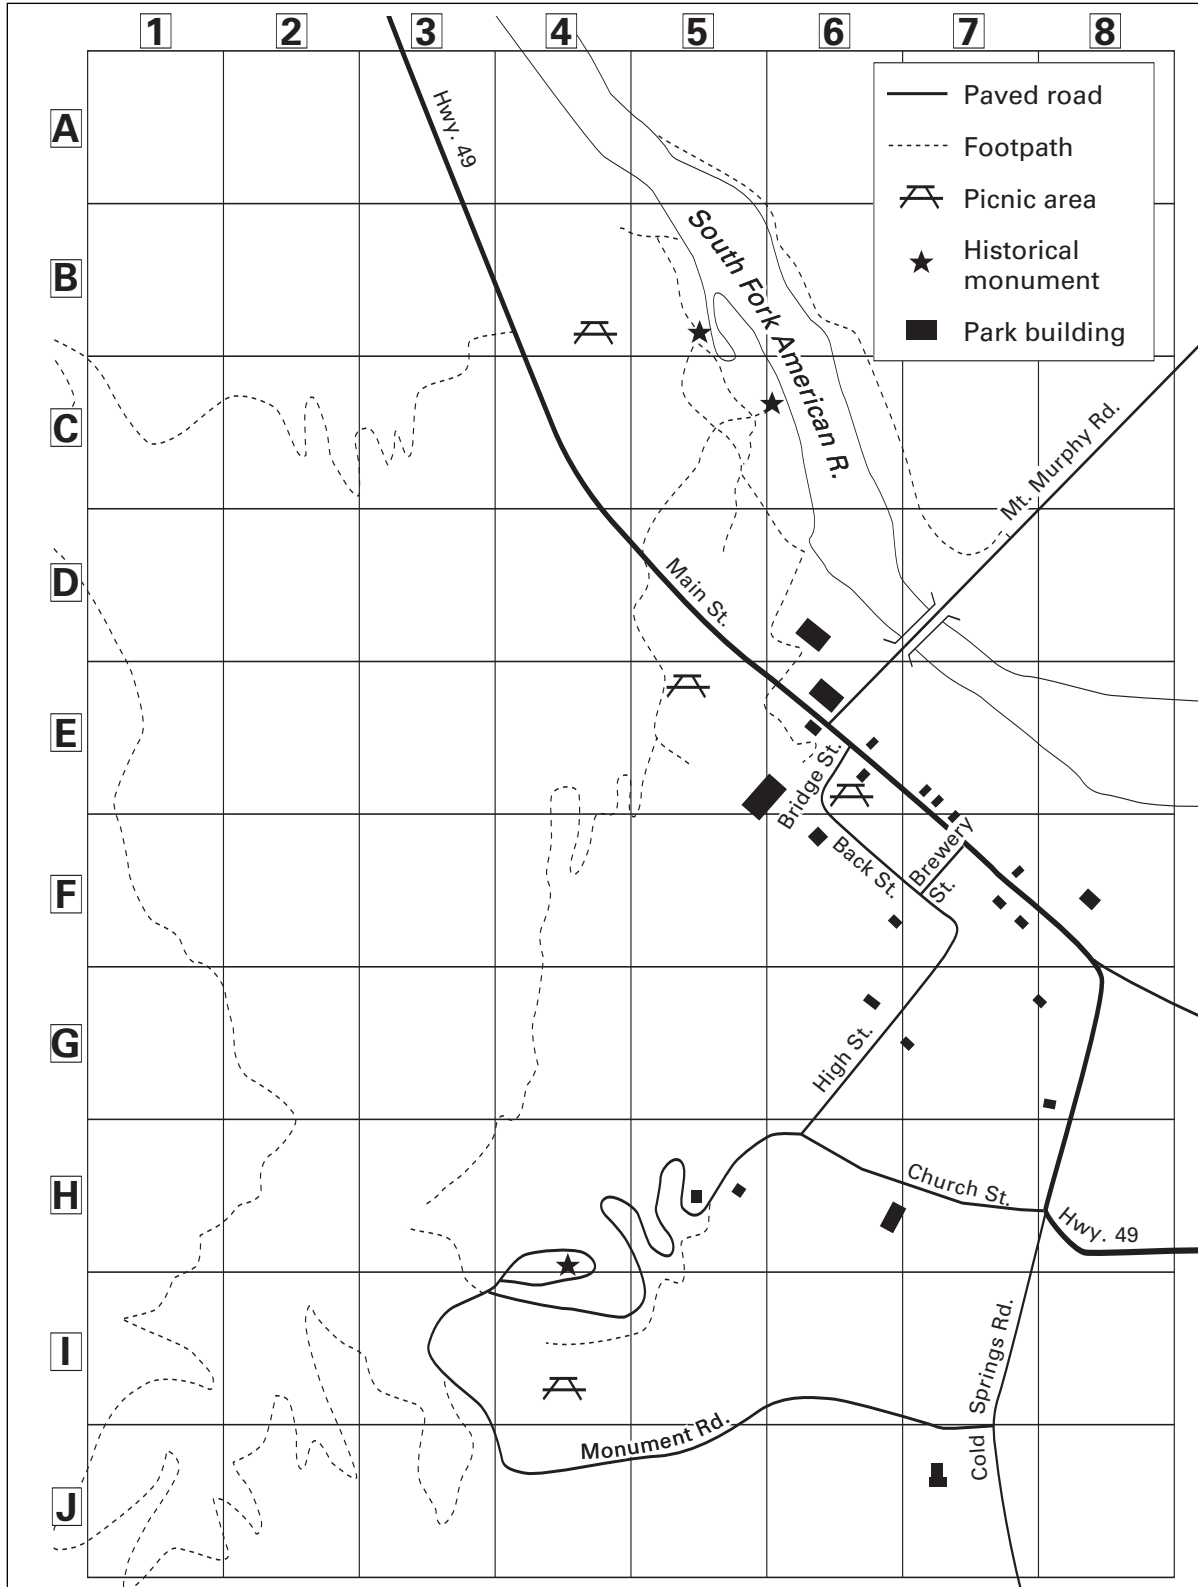 1 2 3 4 5 6 7 8
A
B
C
D
E
F
G
H
I
J
Paved road
Footpath
Picnic area
Historical
monument
Park building
Hwy. 49
South Fork American R.
Mt. Murphy Rd.
Main St.
Bridge St.
Back St.
Brewery
St.
High St.
Church St.
Hwy. 49
Cold Springs Rd.
Monument Rd.